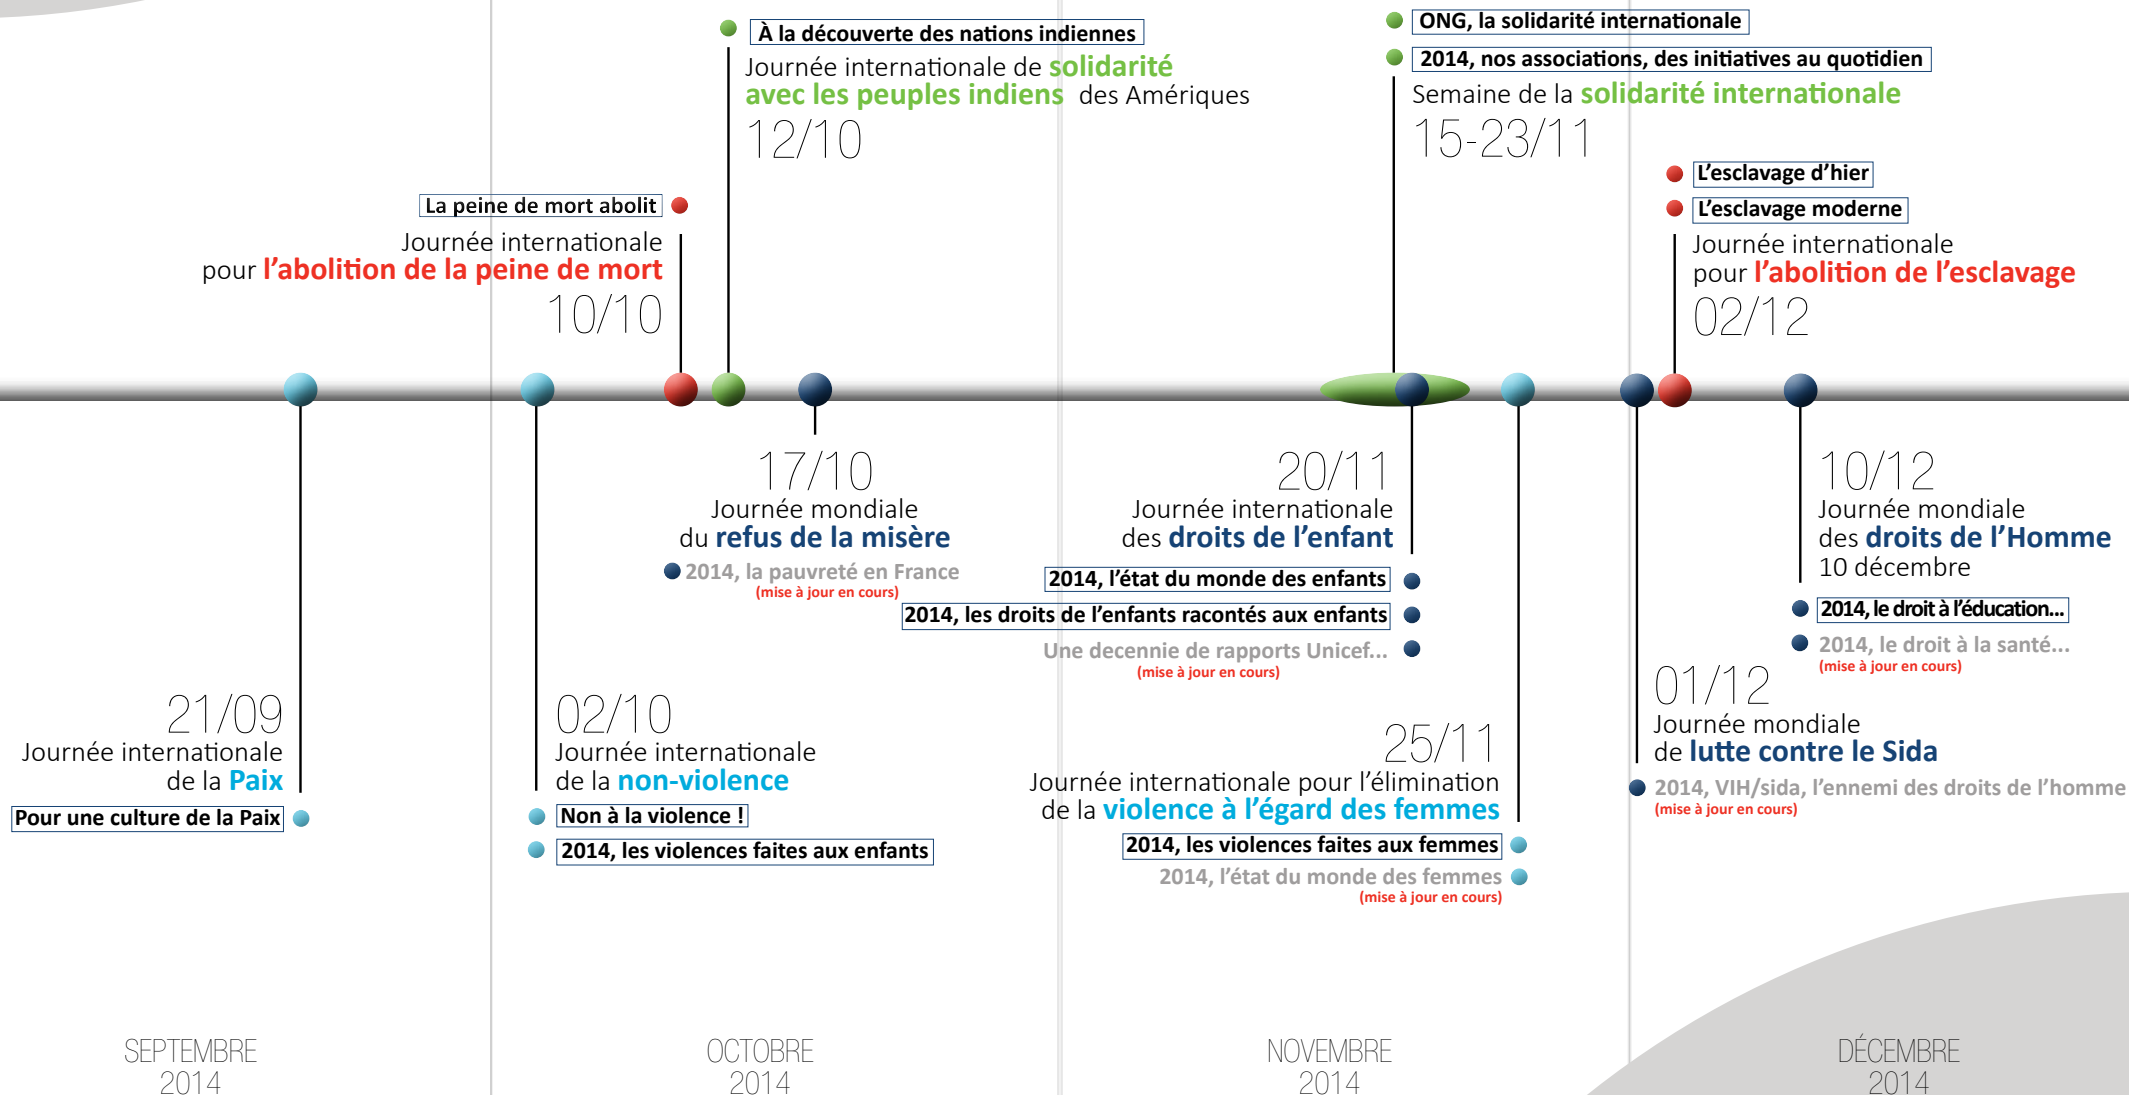 À la découverte des nations indiennes
Journée internationale de solidarité
avec les peuples indiens des Amériques
12/10
ONG, la solidarité internationale
2014, nos associations, des initiatives au quotidien
Semaine de la solidarité internationale
15-23/11
La peine de mort abolit
Journée internationale
pour l'abolition de la peine de mort
10/10
L'esclavage d'hier
L'esclavage moderne
Journée internationale
pour l'abolition de l'esclavage
02/12
17/10
Journée mondiale
du refus de la misère
2014, la pauvreté en France
(mise à jour en cours)
20/11
Journée internationale
des droits de l'enfant
2014, l'état du monde des enfants
2014, les droits de l'enfants racontés aux enfants
Une decennie de rapports Unicef...
(mise à jour en cours)
10/12
Journée mondiale
des droits de l'Homme
10 décembre
2014, le droit à l'éducation...
2014, le droit à la santé...
(mise à jour en cours)
21/09
Journée internationale
de la Paix
Pour une culture de la Paix
02/10
Journée internationale
de la non-violence
Non à la violence !
2014, les violences faites aux enfants
25/11
Journée internationale pour l'élimination
de la violence à l'égard des femmes
2014, les violences faites aux femmes
2014, l'état du monde des femmes
(mise à jour en cours)
01/12
Journée mondiale
de lutte contre le Sida
2014, VIH/sida, l'ennemi des droits de l'homme
(mise à jour en cours)
SEPTEMBRE
2014
OCTOBRE
2014
NOVEMBRE
2014
DÉCEMBRE
2014